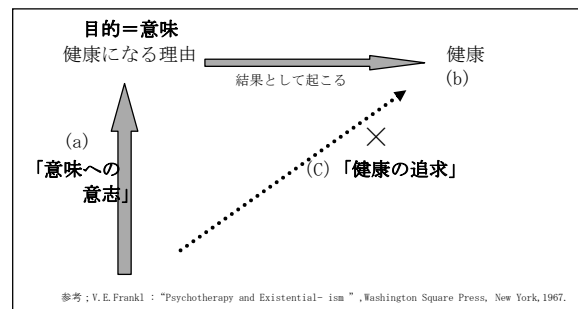 目的＝意味
健康になる理由
健康
(b)
結果として起こる
(a)
「意味への
意志」
(C)「健康の追求」
参考；V.E.Frankl：“Psychotherapy and Existential- ism ”,Washington Square Press, New York,1967.